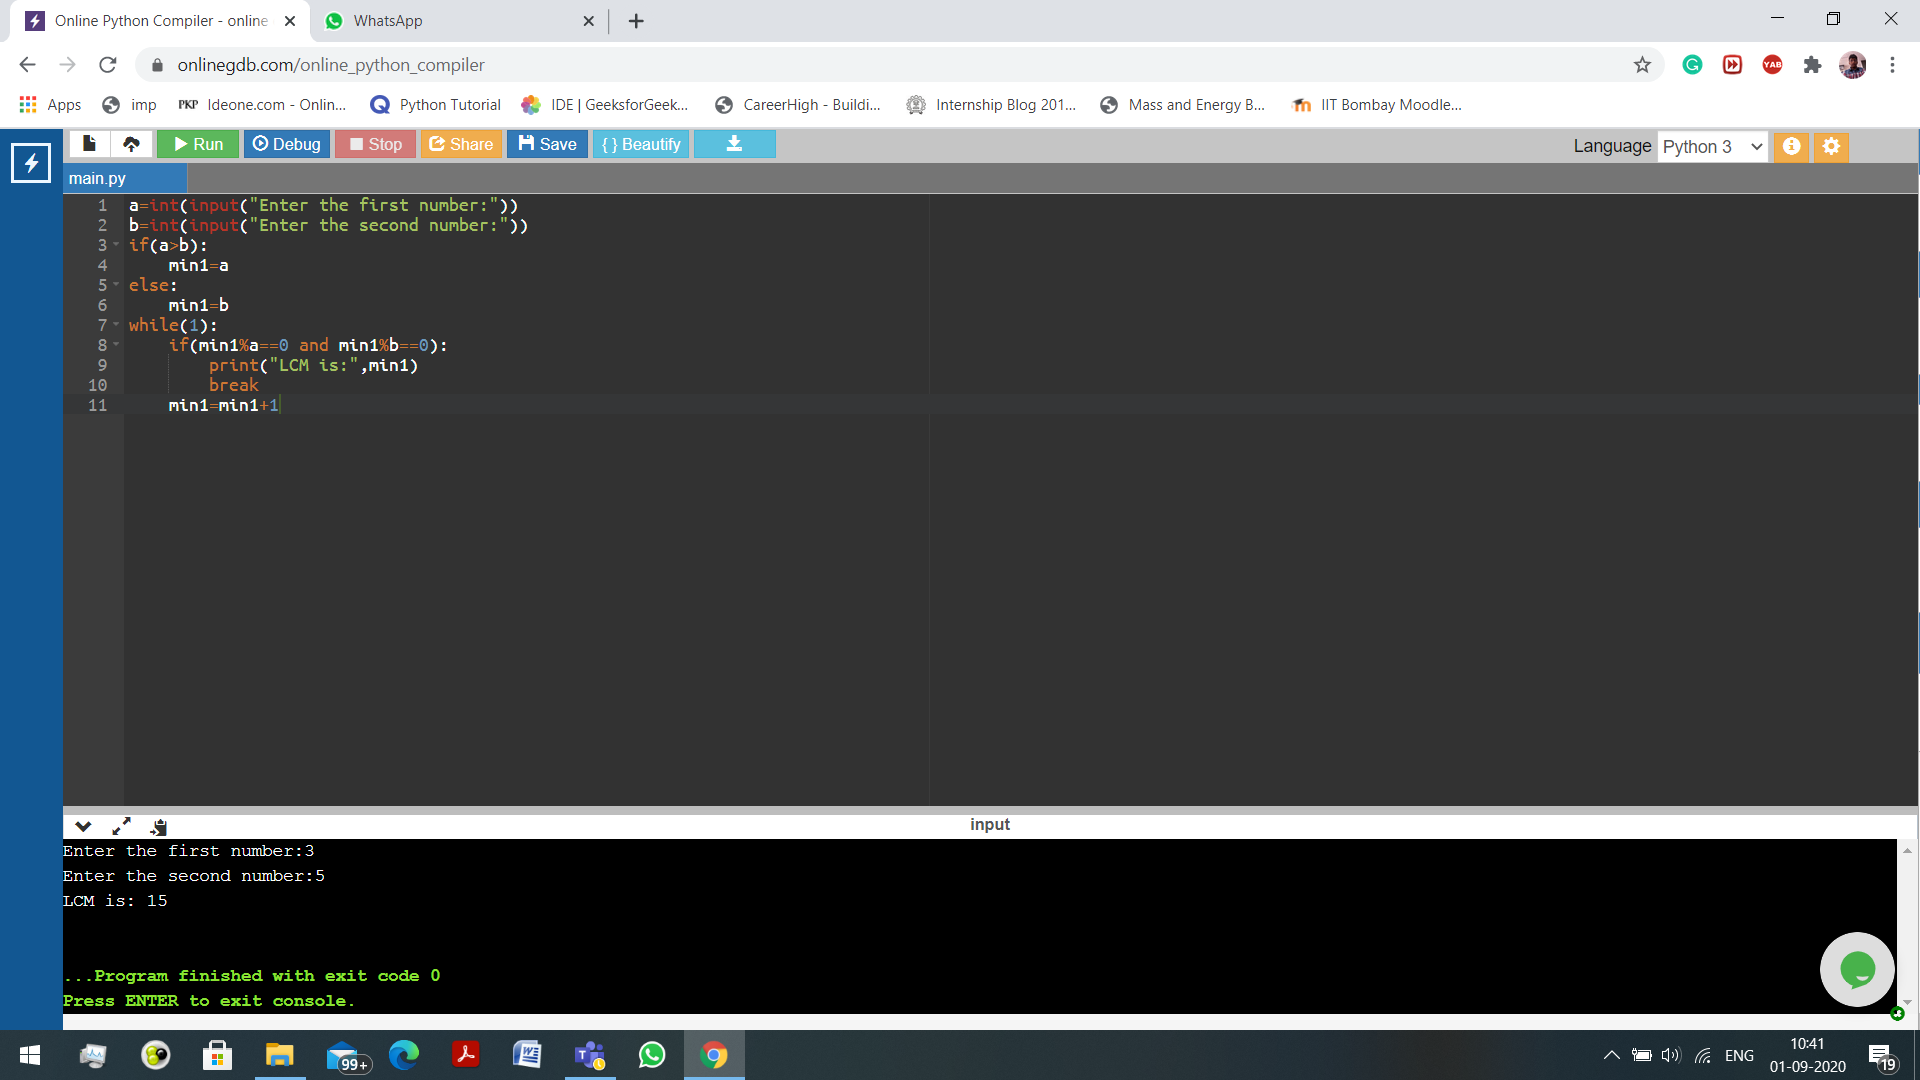 Online Python Compiler - online
WhatsApp
onlinegdb.com/online_python_compiler
YAB
Apps
imp
PKP Ideone.com - Onlin...
Python Tutorial
IDE | GeeksforGeek...
CareerHigh - Buildi...
Internship Blog 201...
Mass and Energy B...
IIT Bombay Moodle...
Run
Debug
Stop
Share
Save
{ } Beautify
Language
Python 3
main.py
1 a=int(input("Enter the first number:"))
2 b=int(input("Enter the second number:"))
3 if(a>b):
4     min1=a
5 else:
6     min1=b
7 while(1):
8     if(min1%a==0 and min1%b==0):
9         print("LCM is:",min1)
10         break
11     min1=min1+1
input
Enter the first number:3
Enter the second number:5
LCM is: 15
...Program finished with exit code 0
Press ENTER to exit console.
99+
ENG
10:41
01-09-2020
19